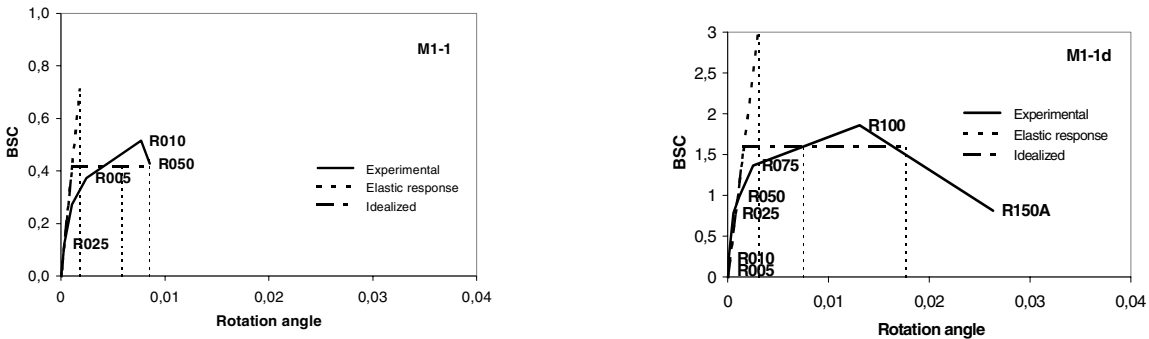 1,0
M1-1
0,8
BSC
0,6
R010
R050
0,4
R005
Experimental
Elastic response
Idealized
0,2
R025
0,0
0
0,01
0,02
0,03
0,04
Rotation angle
3
M1-1d
2,5
BSC
2
R100
Experimental
Elastic response
Idealized
1,5
R075
1
R050
R025
R150A
0,5
R010
R005
0
0
0,01
0,02
0,03
0,04
Rotation angle